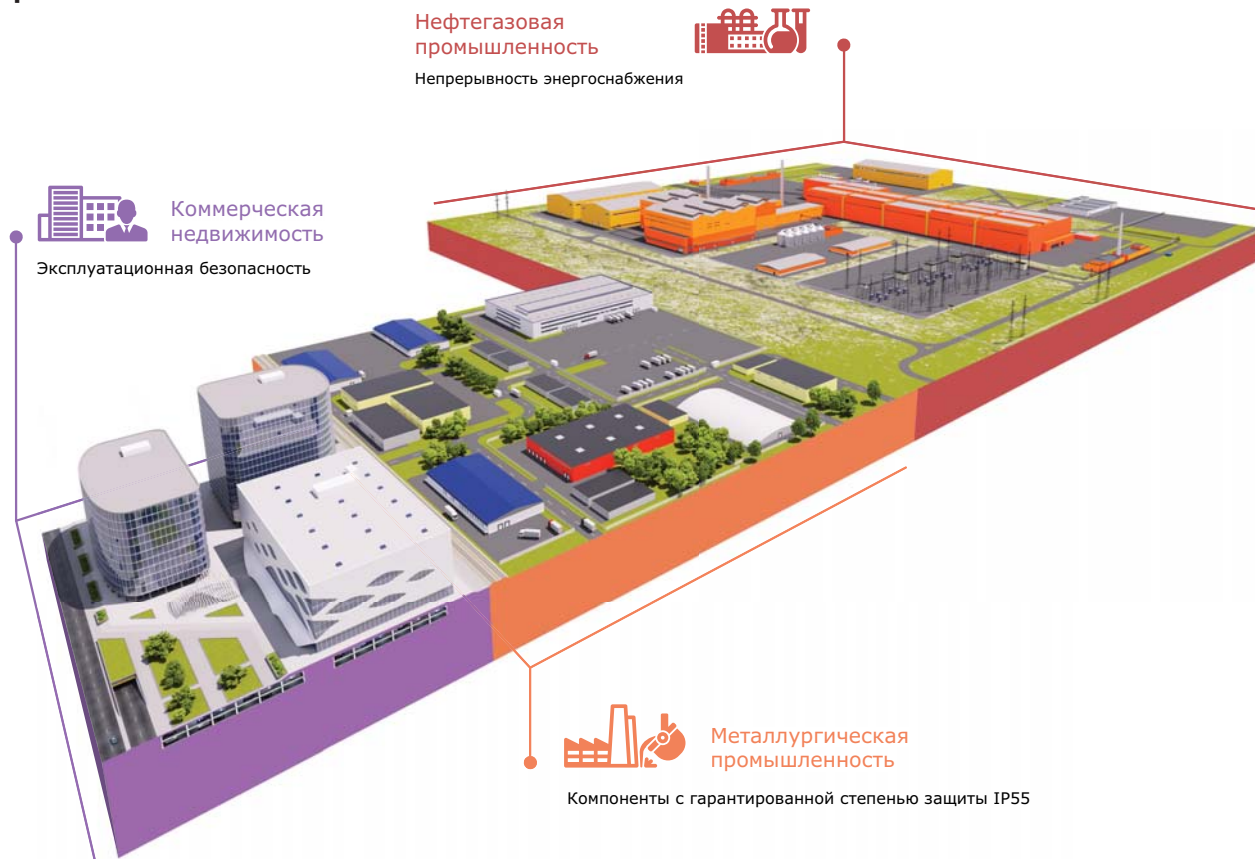 Нефтегазовая
промышленность
Непрерывность энергоснабжения
Коммерческая
недвижимость
Эксплуатационная безопасность
Металлургическая
промышленность
Компоненты с гарантированной степенью защиты IP55